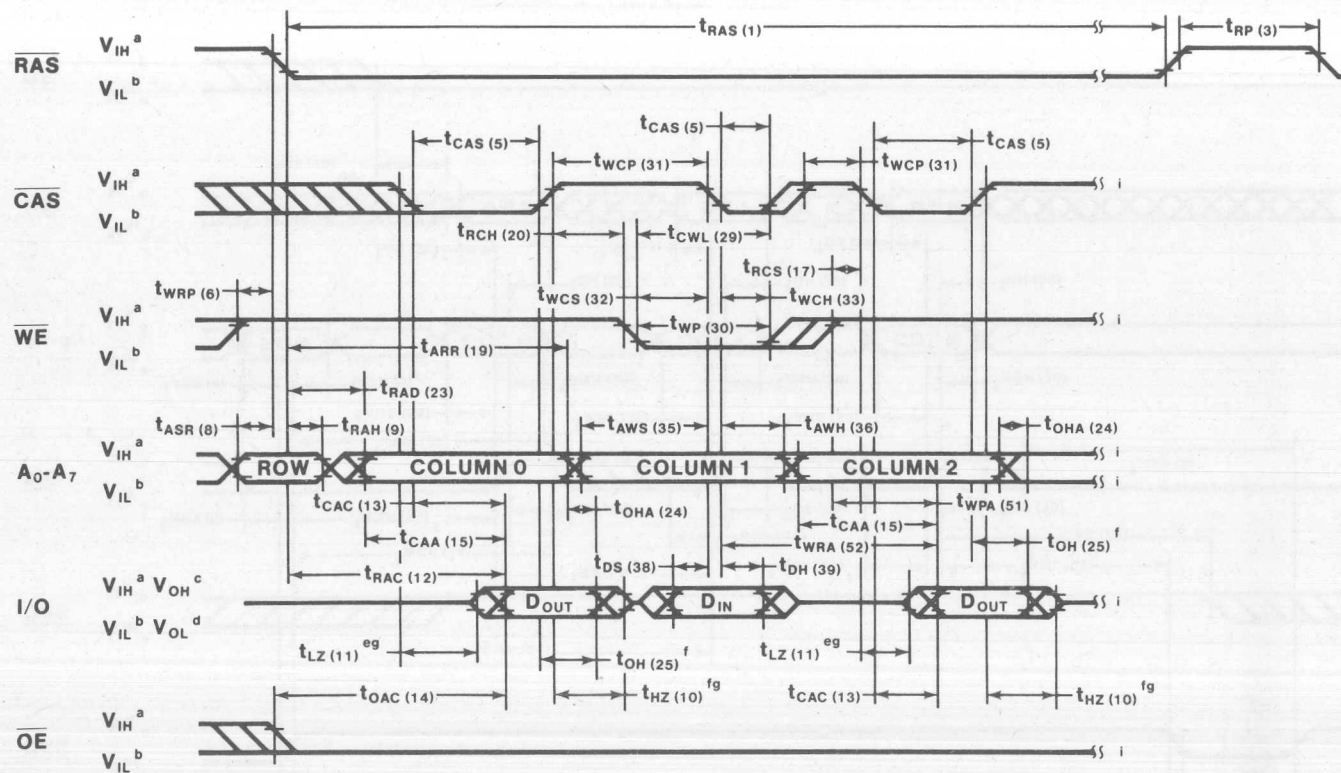 tRAS (1)
tRP (3)
RAS
VIH a
VIL b
tCAS (5)
tCAS (5)
tWCP (31)
tWCP (31)
tCAS (5)
CAS
VIH a
VIL b
i
tRCH (20)
tCWL (29)
tRCS (17)
tWRP (6)
tWCS (32)
tWCH (33)
WE
VIH a
VIL b
tWP (30)
tARR (19)
tRAD (23)
tASR (8)
tRAH (9)
tAWS (35)
tAWH (36)
tOHA (24)
A0-A7
VIH a
VIL b
ROW
COLUMN 0
COLUMN 1
COLUMN 2
i
i
tCAC (13)
tOHA (24)
tWPA (51)
tCAA (15)
tCAA (15)
tWRA (52)
tOH (25) f
tRAC (12)
tDS (38)
tDH (39)
I/O
VIH a VOH c
VIL b VOL d
DOUT
DIN
DOUT
i
tLZ (11) eg
tOH (25) f
tLZ (11) eg
tOAC (14)
tHZ (10) fg
tCAC (13)
tHZ (10) fg
OE
VIH a
VIL b
i